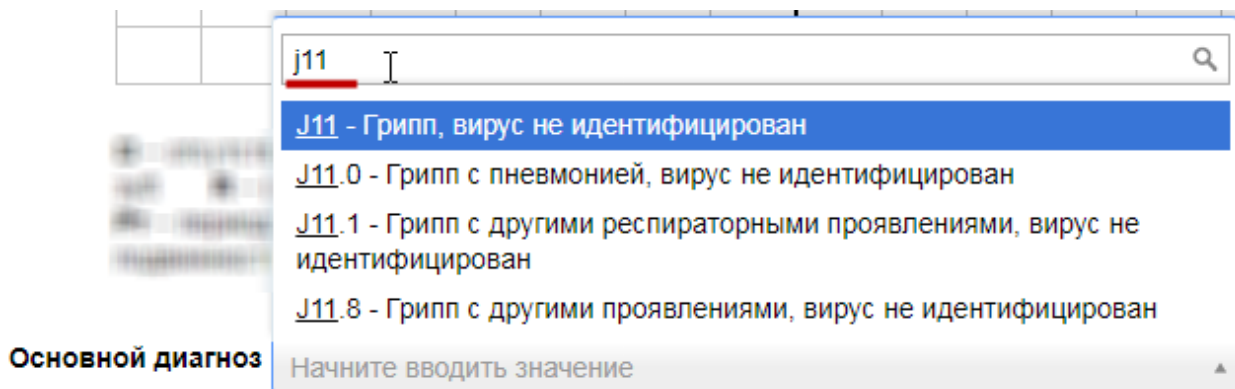 j11
J11 - Грипп, вирус не идентифицирован
J11.0 - Грипп с пневмонией, вирус не идентифицирован
J11.1 - Грипп с другими респираторными проявлениями, вирус не
идентифицирован
J11.8 - Грипп с другими проявлениями, вирус не идентифицирован
Основной диагноз Начните вводить значение